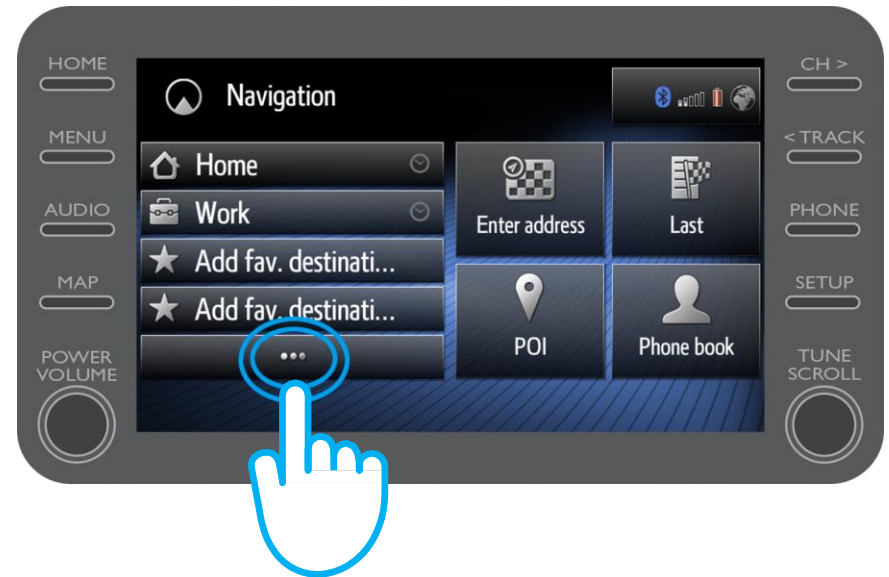 HOME
MENU
AUDIO
MAP
POWER
VOLUME
Navigation
Home
Work
Add fav. destinati...
Add fav. destinati...
...
Enter address
Last
POI
Phone book
CH >
< TRACK
PHONE
SETUP
TUNE
SCROLL